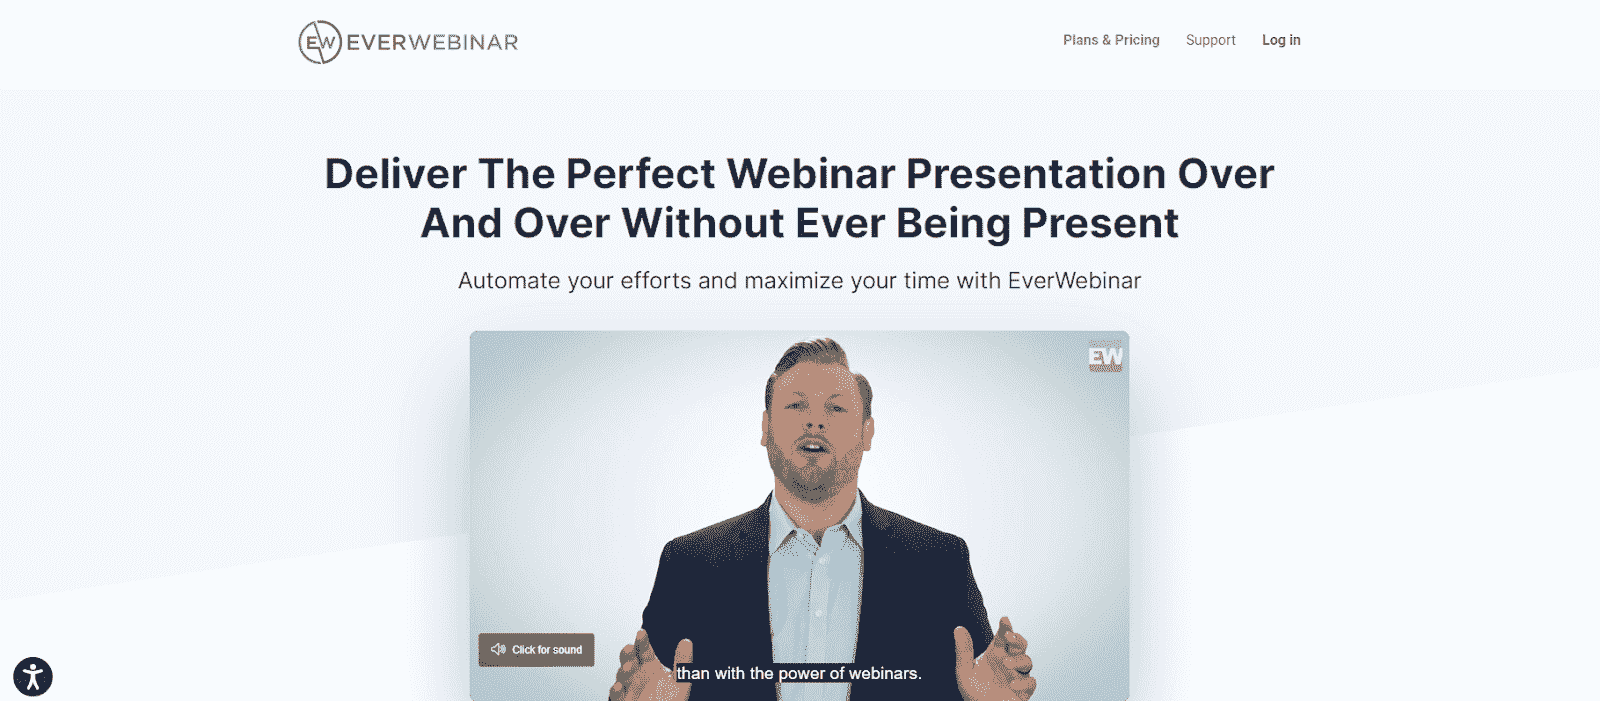 EW EVERWEBINAR
Plans & Pricing
Support
Log in
Deliver The Perfect Webinar Presentation Over
And Over Without Ever Being Present
Automate your efforts and maximize your time with EverWebinar
EW
Click for sound
than with the power of webinars.